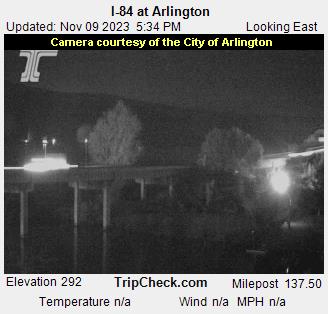 I-84 at Arlington
Updated: Nov 09 2023 5:34 PM Looking East
Camera courtesy of the City of Arlington
Elevation 292 TripCheck.com Milepost 137.50
Temperature n/a Wind n/a MPH n/a